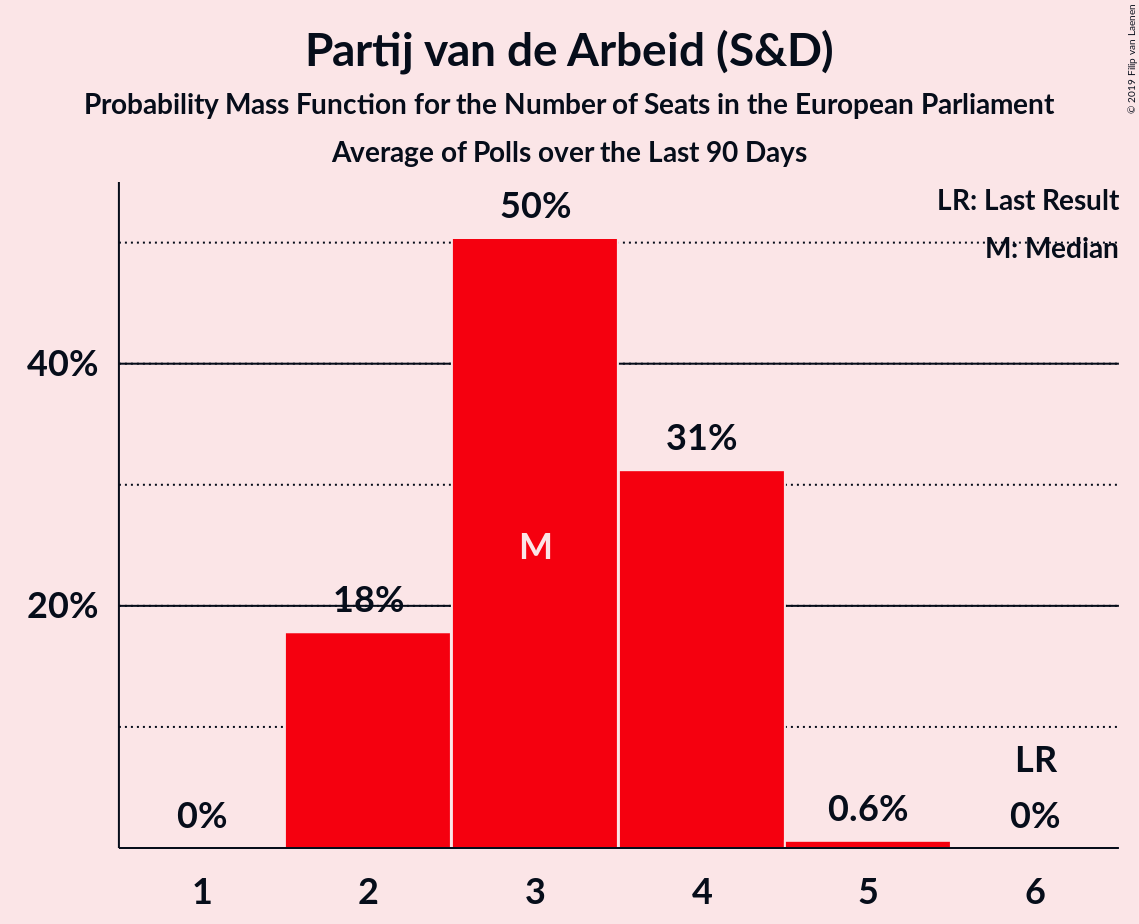 Partij van de Arbeid (S&D)
Probability Mass Function for the Number of Seats in the European Parliament
Average of Polls over the Last 90 Days
© 2019 Filip van Laenen
LR: Last Result
M: Median
50%
40%
31%
M
20%
18%
LR
0%
0.6%
0%
1 2 3 4 5 6